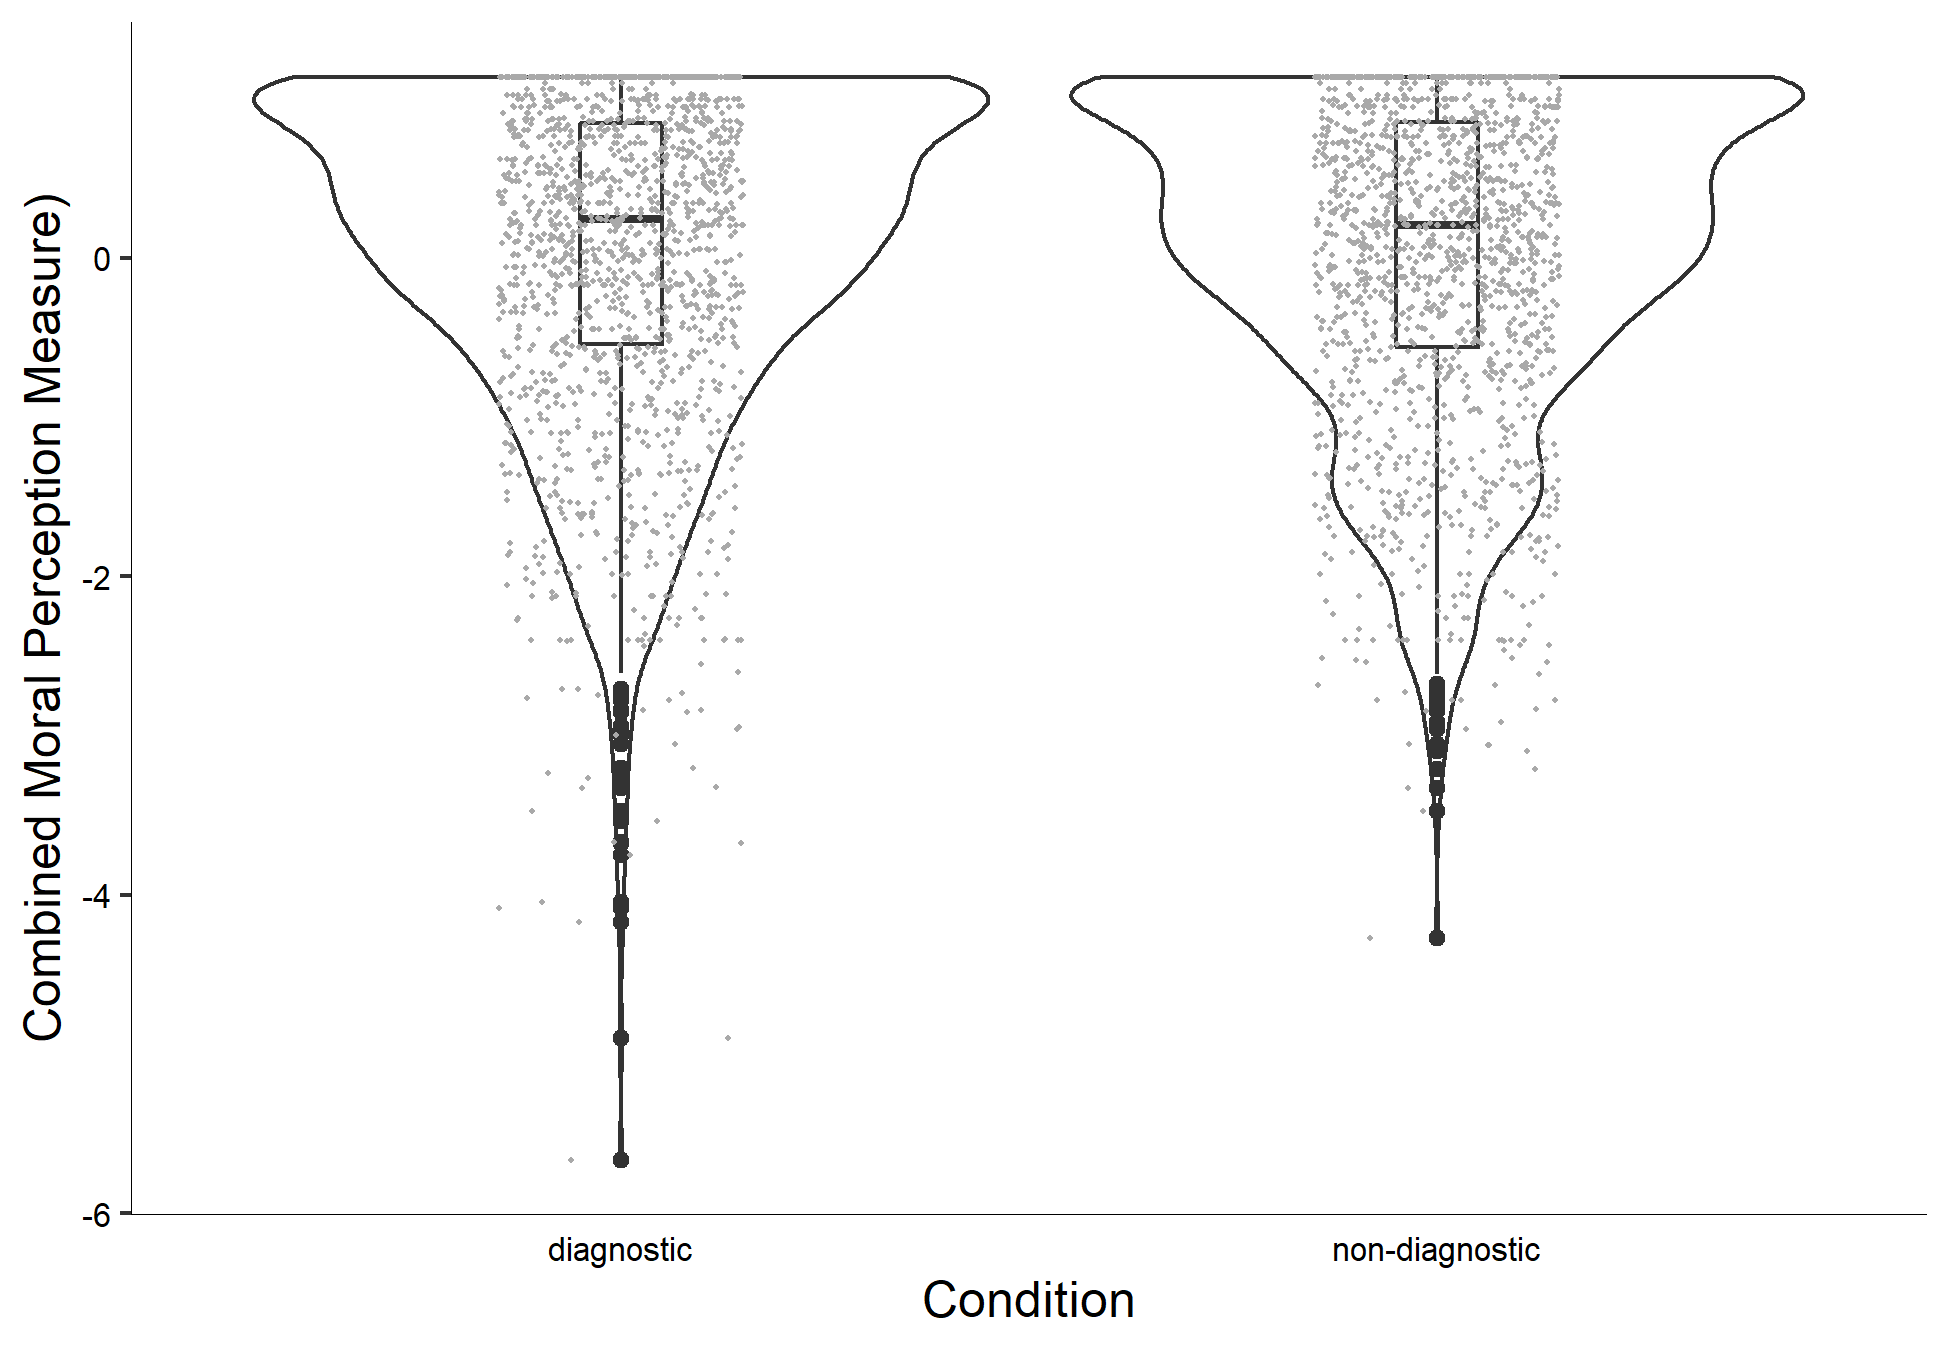 Combined Moral Perception Measure)
0
-2
-4
-6
diagnostic
non-diagnostic
Condition